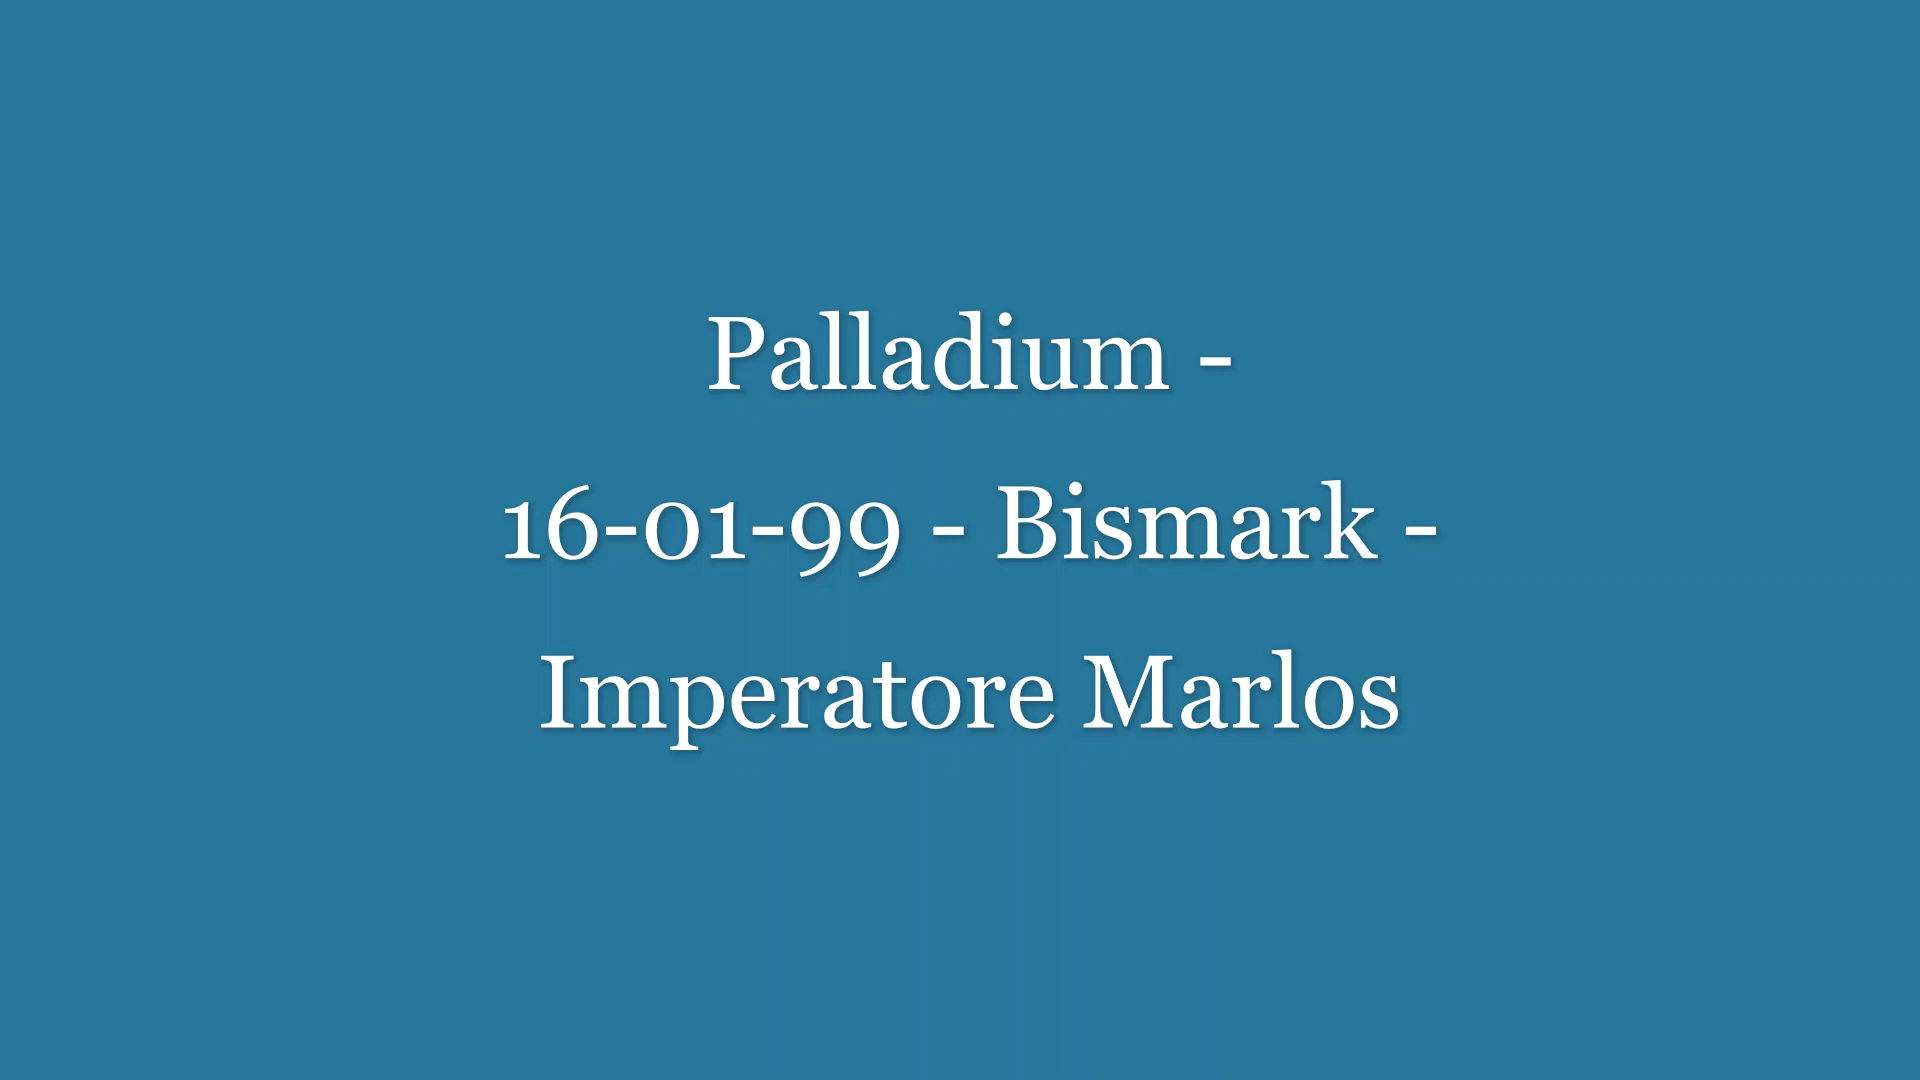 Palladium -
16-01-99 - Bismark -
Imperatore Marlos